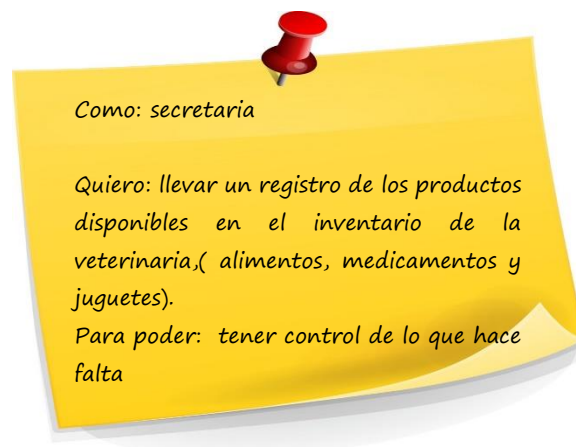 Como: secretaria
Quiero: llevar un registro de los productos
disponibles en el inventario de la
veterinaria,( alimentos, medicamentos y
juguetes).
Para poder: tener control de lo que hace
falta